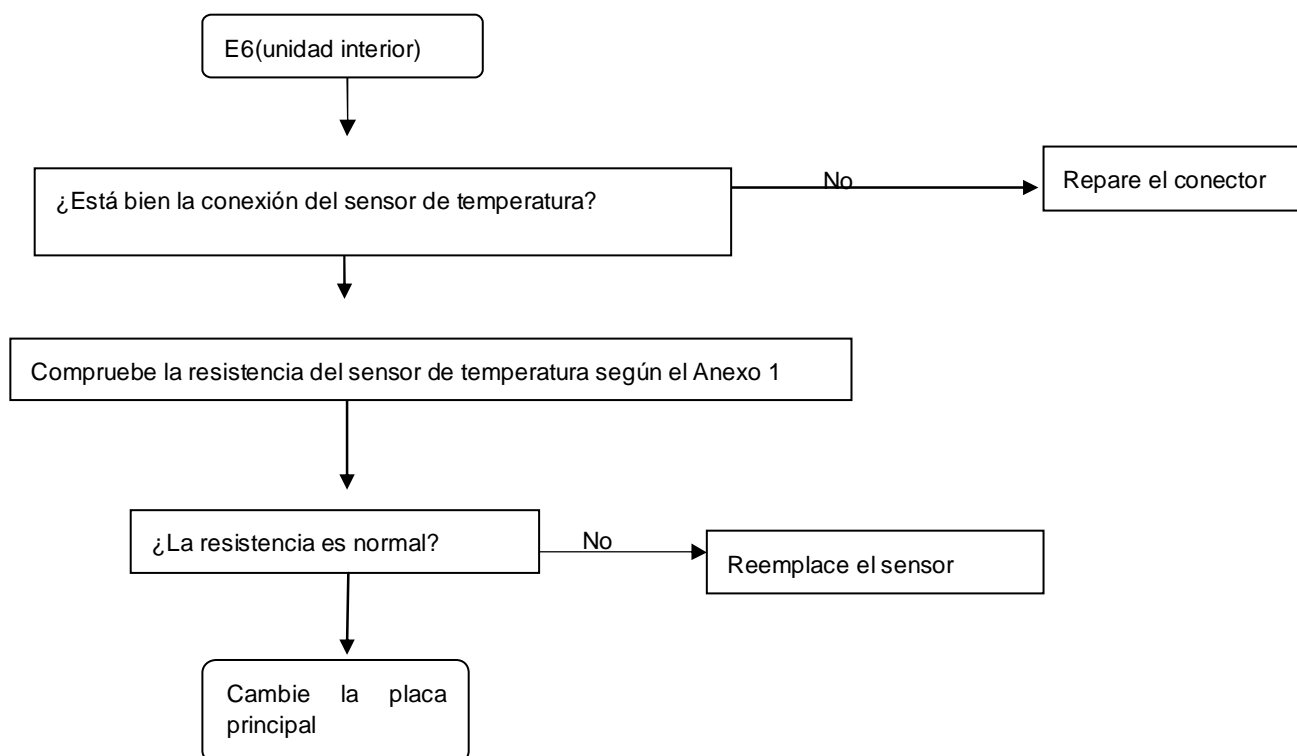 E6(unidad interior)
¿Está bien la conexión del sensor de temperatura?
No
Repare el conector
Compruebe la resistencia del sensor de temperatura según el Anexo 1
¿La resistencia es normal?
No
Reemplace el sensor
Cambie la placa
principal